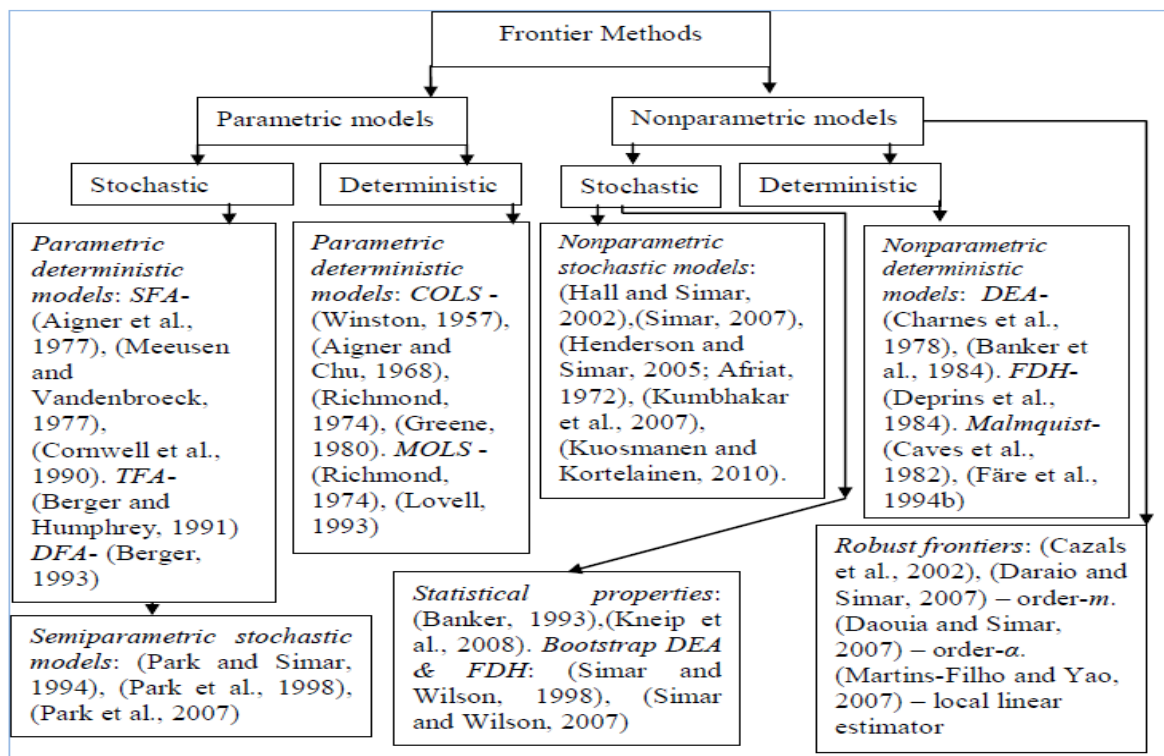 Frontier Methods
Parametric models
Nonparametric models
Stochastic
Deterministic
Stochastic
Deterministic
Parametric
deterministic
models: SFA-
(Aigner et al.,
1977), (Meeusen
and
Vandenbroeck,
1977),
(Cornwell et al.,
1990). TFA-
(Berger and
Humphrey, 1991)
DFA- (Berger,
1993)
Parametric
deterministic
models: COLS -
(Winston, 1957),
(Aigner and
Chu, 1968),
(Richmond,
1974), (Greene,
1980). MOLS -
(Richmond,
1974), (Lovell,
1993)
Nonparametric
stochastic models:
(Hall and Simar,
2002),(Simar, 2007),
(Henderson and
Simar, 2005; Afriat,
1972), (Kumbhakar
et al., 2007),
(Kuosmanen and
Kortelainen, 2010).
Nonparametric
deterministic
models: DEA-
(Charnes et al.,
1978), (Banker et
al., 1984). FDH-
(Deprins et al.,
1984). Malmquist-
(Caves et al.,
1982), (Färe et al.,
1994b)
Semiparametric stochastic
models: (Park and Simar,
1994), (Park et al., 1998),
(Park et al., 2007)
Statistical properties:
(Banker, 1993),(Kneip et
al., 2008). Bootstrap DEA
& FDH: (Simar and
Wilson, 1998), (Simar
and Wilson, 2007)
Robust frontiers: (Cazals
et al., 2002), (Daraio and
Simar, 2007) – order-m.
(Daouia and Simar,
2007) – order-α.
(Martins-Filho and Yao,
2007) – local linear
estimator